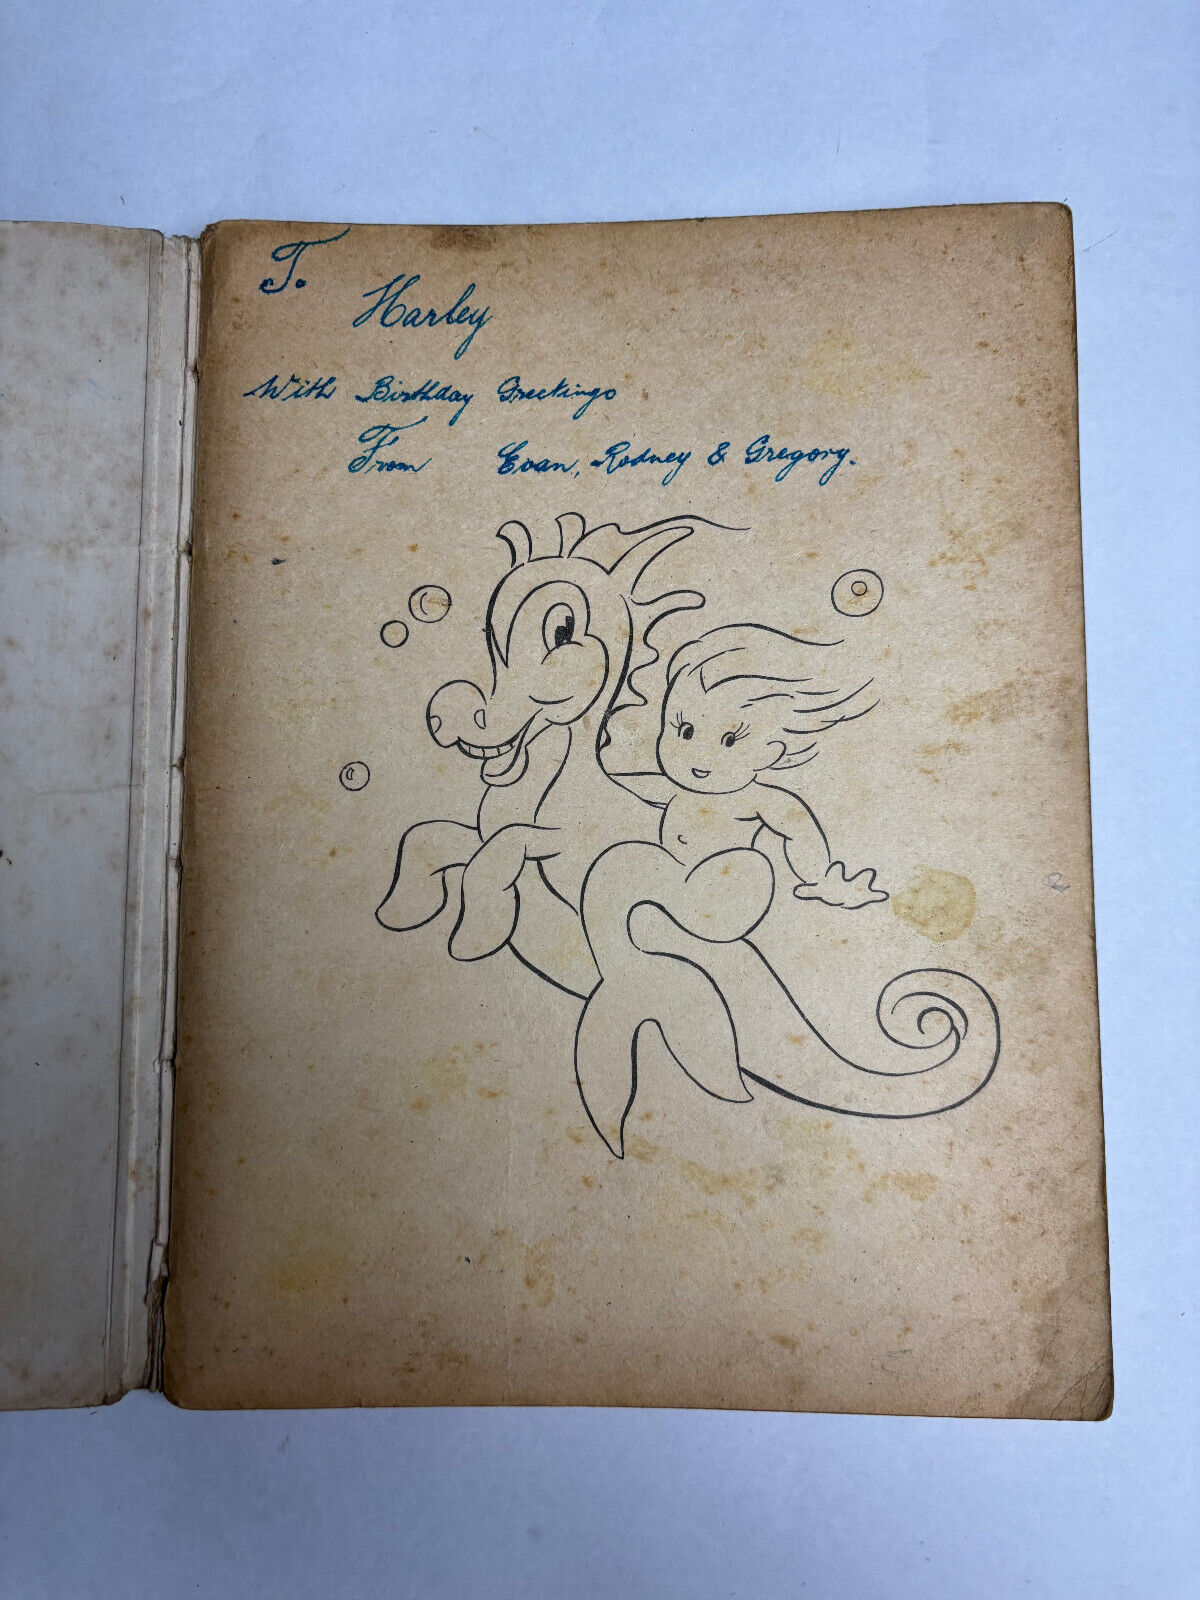 To
Harley
With Birthday Greetings
From Evan, Rodney & Gregory.